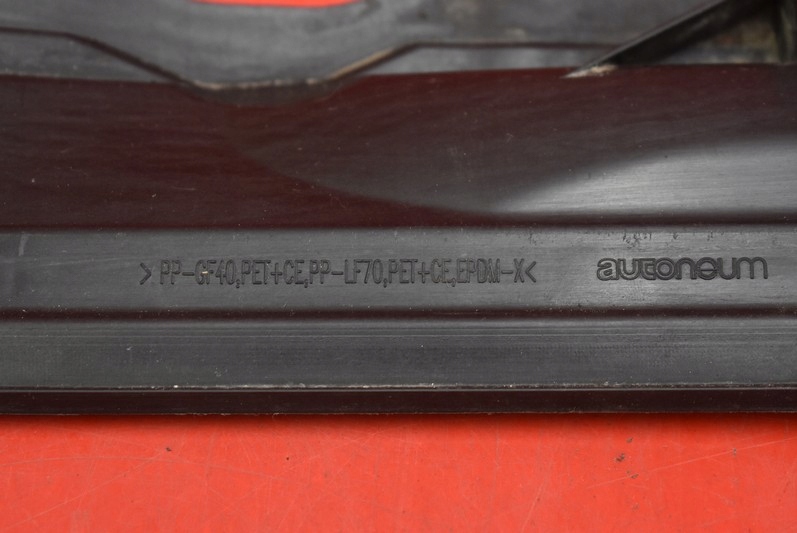 >PP-GF40,PET+CE,PP-LF70,PET+CE,EPDM-X< autoneum